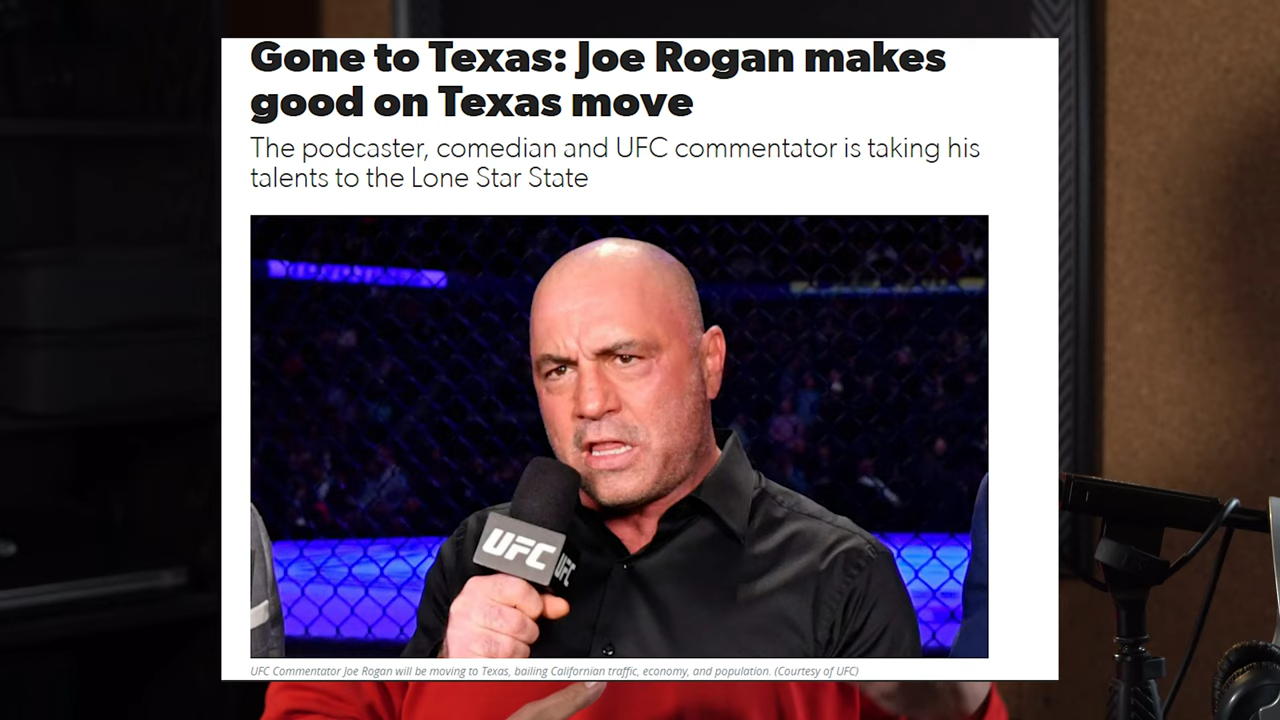 Gone to Texas: Joe Rogan makes
good on Texas move
The podcaster, comedian and UFC commentator is taking his
talents to the Lone Star State
UFC
UFC
UFC Commentator Joe Rogan will be moving to Texas, bailing Californian traffic, economy, and population. (Courtesy of UFC)